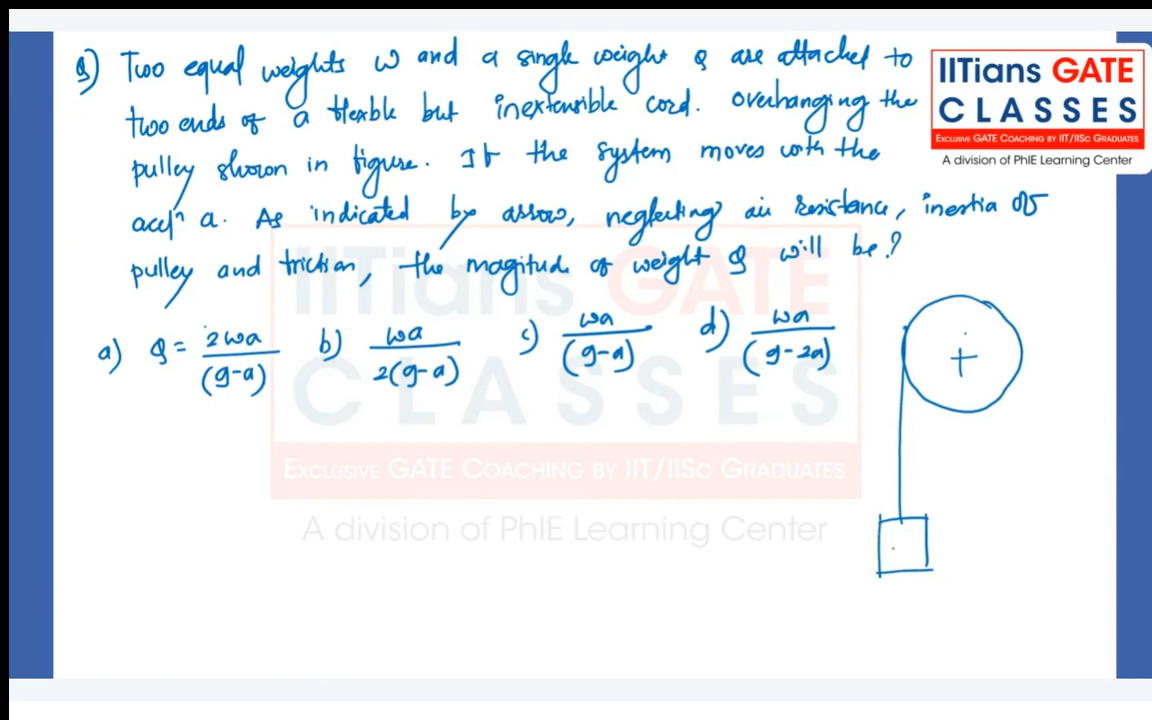 Q) Two equal weights W and a single weight Q are attached to
two ends of a flexible but inextensible cord. overhanging the
pulley shown in figure. If the system moves with the
accⁿ a. As indicated by arrow, neglecting air resistance, inertia of
pulley and friction, the magitude of weight Q will be?
a) Q = 2wa/(g-a) b) wa/2(g-a) c) wa/(g-a) d) wa/(g-2a)
IITians GATE
CLASSES
EXCLUSIVE GATE COACHING BY IIT/IISc GRADUATES
A division of PhIE Learning Center
IITians GATE
CLASSES
EXCLUSIVE GATE COACHING BY IIT/IISc GRADUATES
A division of PhIE Learning Center